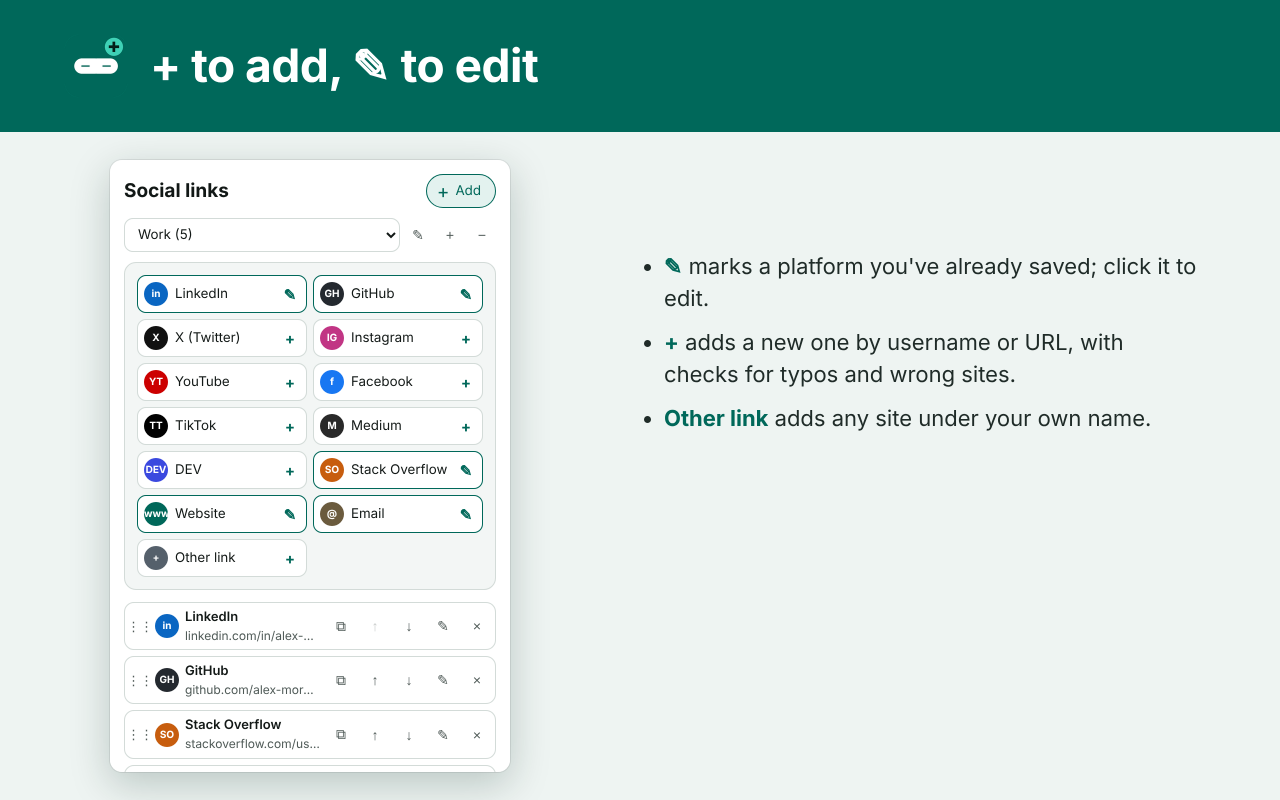 + to add, ✎ to edit
Social links
+ Add
Work (5)
✎ + −
in LinkedIn ✎
GH GitHub ✎
X X (Twitter) +
IG Instagram +
YT YouTube +
f Facebook +
TT TikTok +
M Medium +
DEV DEV +
SO Stack Overflow ✎
www Website ✎
@ Email ✎
+ Other link +
in LinkedIn
linkedin.com/in/alex-...
⧉ ↑ ↓ ✎ ×
GH GitHub
github.com/alex-mor...
⧉ ↑ ↓ ✎ ×
SO Stack Overflow
stackoverflow.com/us...
⧉ ↑ ↓ ✎ ×
• ✎ marks a platform you've already saved; click it to
edit.
• + adds a new one by username or URL, with
checks for typos and wrong sites.
• Other link adds any site under your own name.